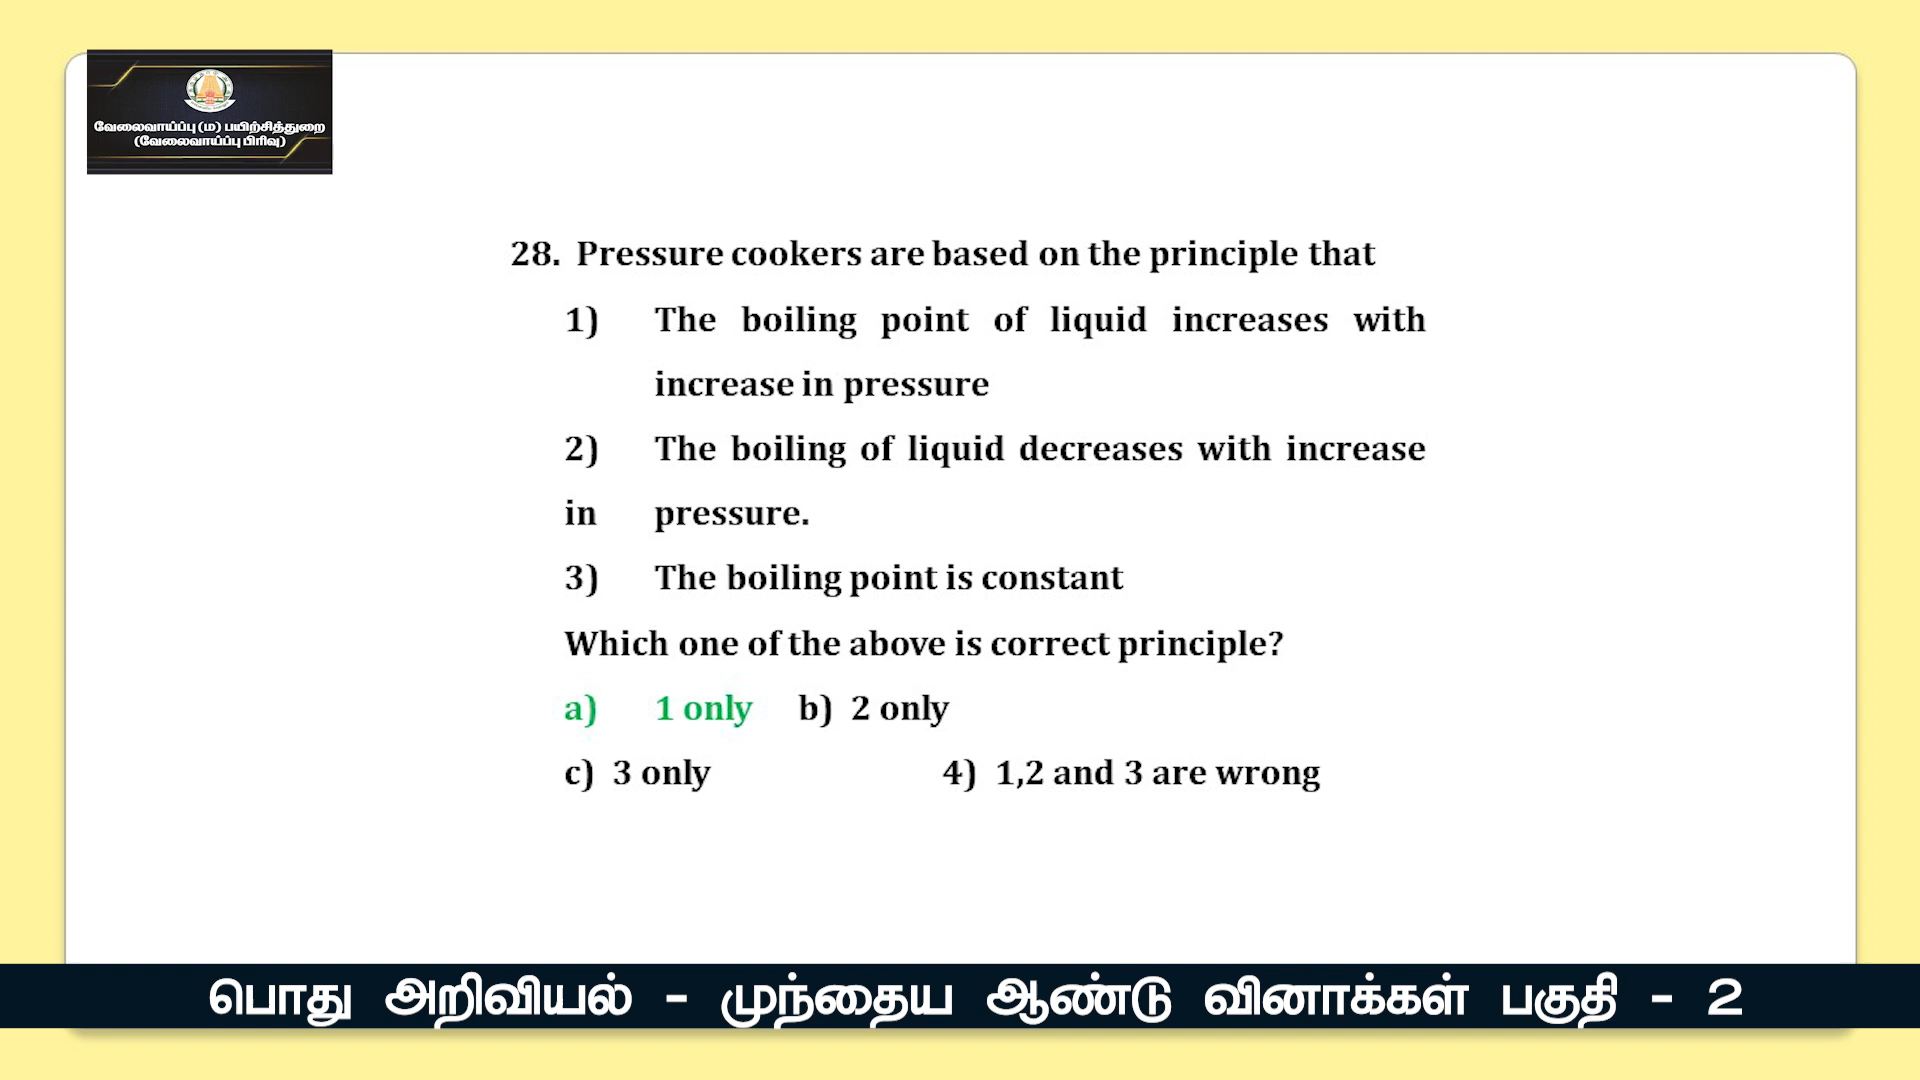 வேலைவாய்ப்பு (ம) பயிற்சித்துறை
(வேலைவாய்ப்பு பிரிவு)
28. Pressure cookers are based on the principle that
1) The boiling point of liquid increases with
increase in pressure
2) The boiling of liquid decreases with increase
in pressure.
3) The boiling point is constant
Which one of the above is correct principle?
a) 1 only b) 2 only
c) 3 only 4) 1,2 and 3 are wrong
பொது அறிவியல் - முந்தைய ஆண்டு வினாக்கள் பகுதி - 2